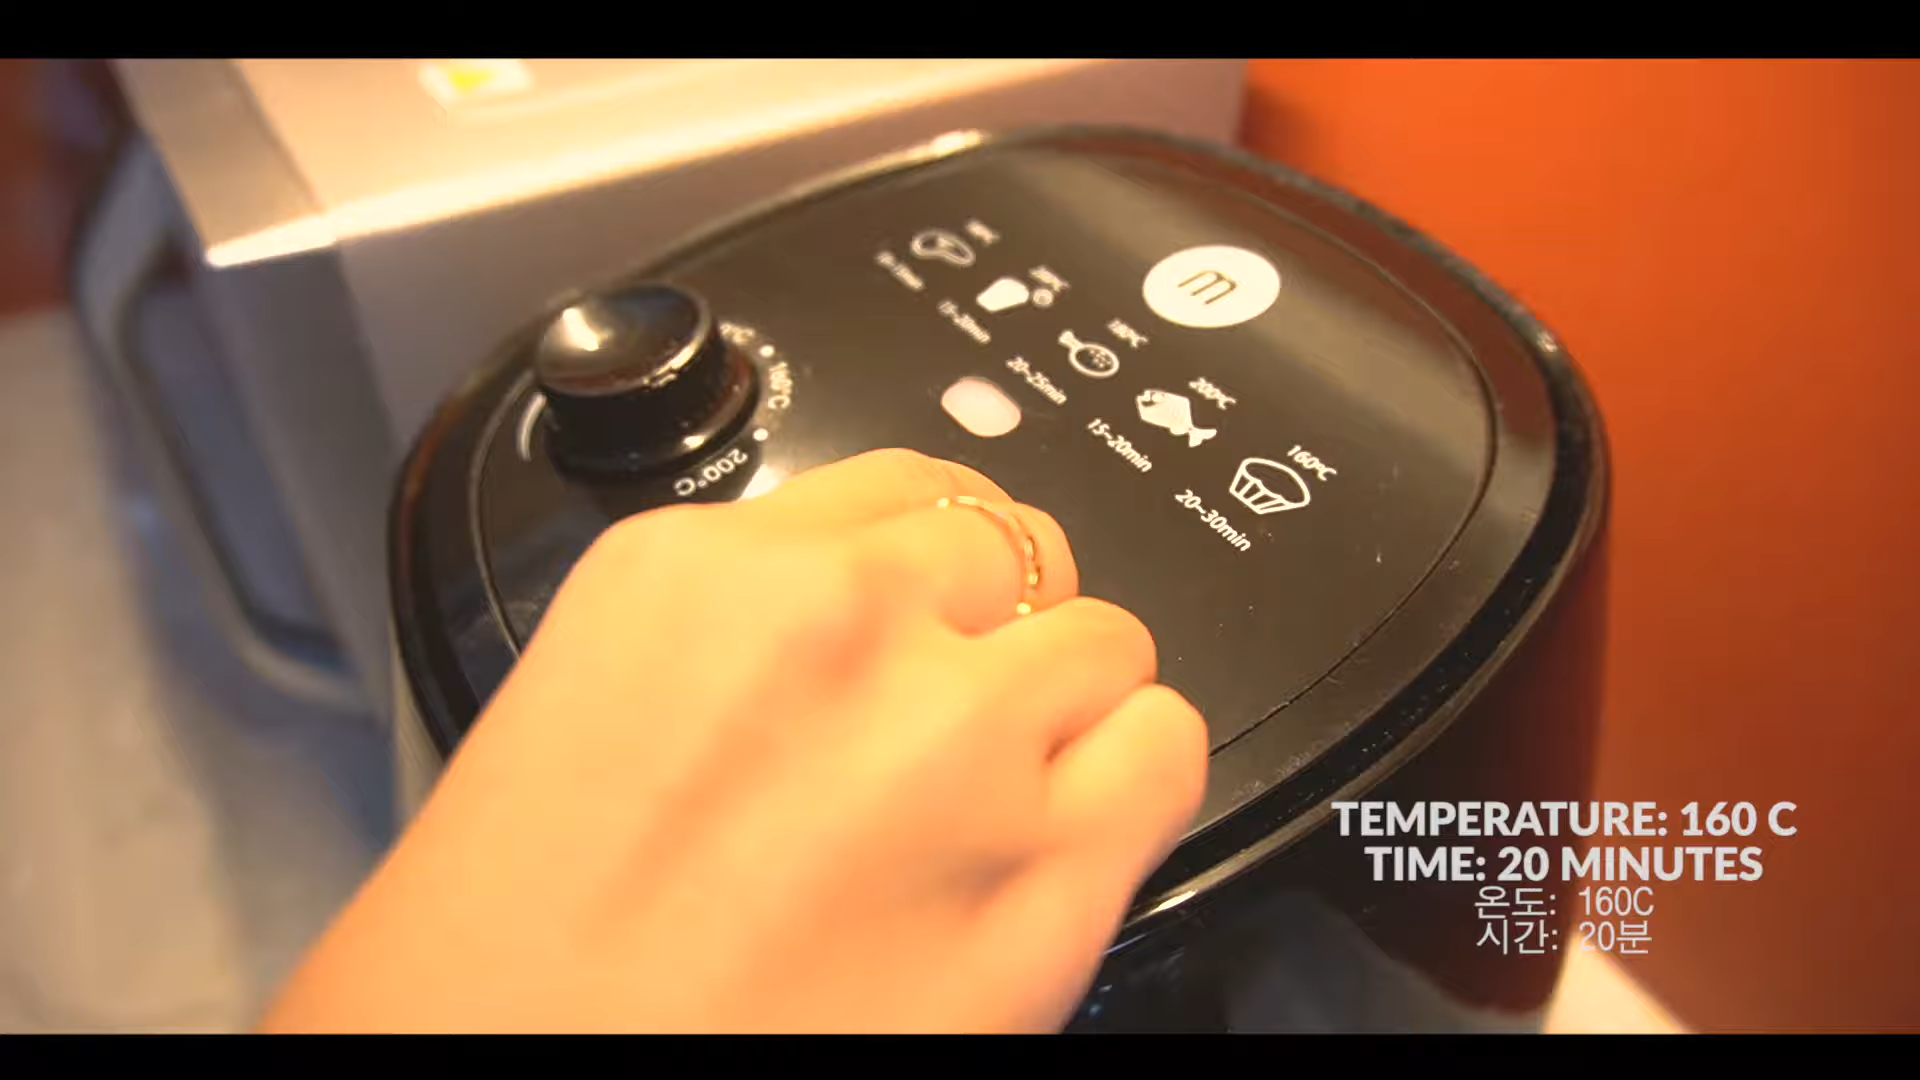 m
180°C
200°C
160°C
20~25min
15~20min
20~30min
200°C
TEMPERATURE: 160 C
TIME: 20 MINUTES
온도: 160C
시간: 20분